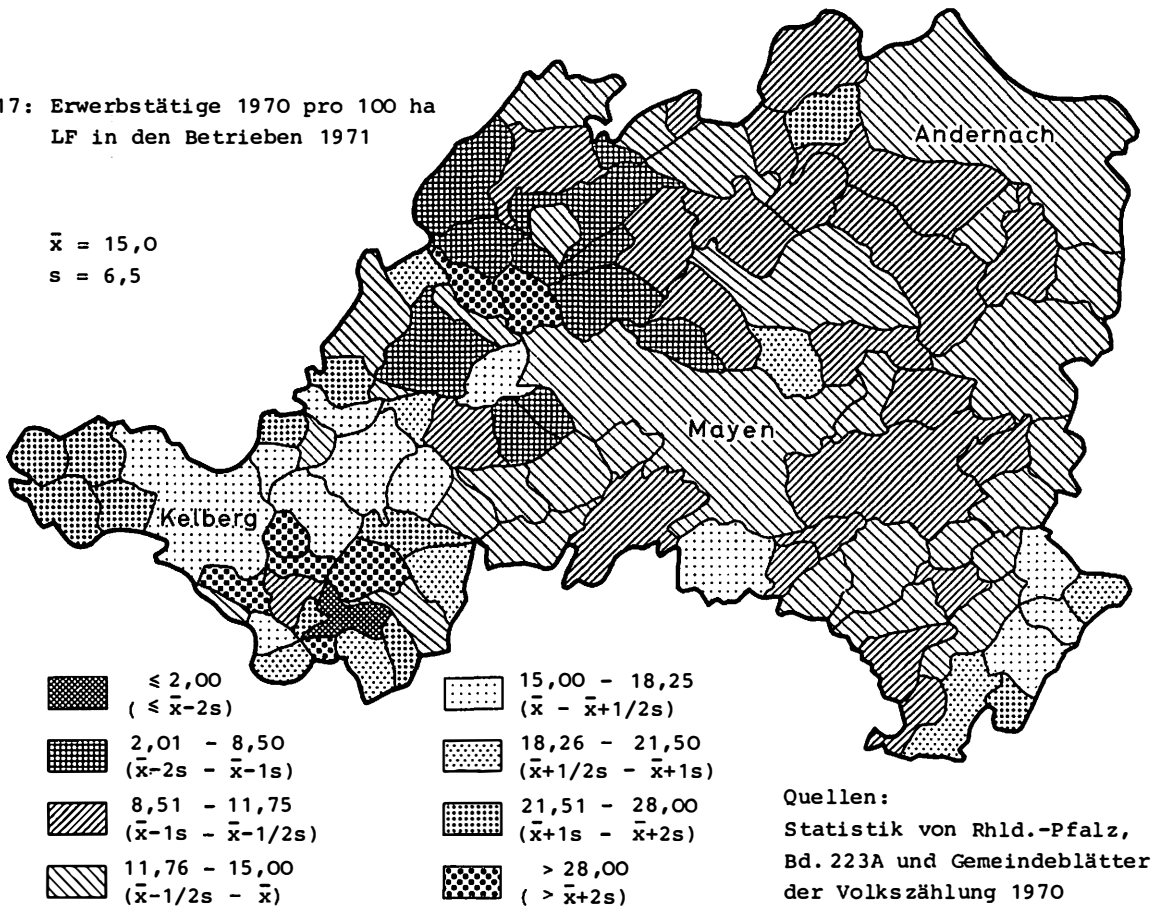 17: Erwerbstätige 1970 pro 100 ha
LF in den Betrieben 1971
x̄ = 15,0
s = 6,5
Andernach
Mayen
Kelberg
≤ 2,00
( ≤ x̄-2s)
2,01 - 8,50
(x̄-2s - x̄-1s)
8,51 - 11,75
(x̄-1s - x̄-1/2s)
11,76 - 15,00
(x̄-1/2s - x̄)
15,00 - 18,25
(x̄ - x̄+1/2s)
18,26 - 21,50
(x̄+1/2s - x̄+1s)
21,51 - 28,00
(x̄+1s - x̄+2s)
> 28,00
( > x̄+2s)
Quellen:
Statistik von Rhld.-Pfalz,
Bd. 223A und Gemeindeblätter
der Volkszählung 1970